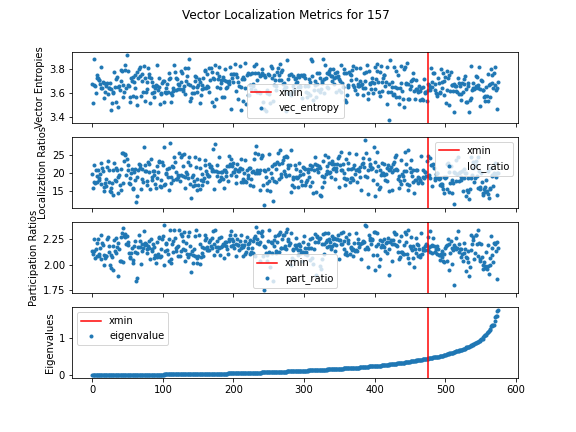 Vector Localization Metrics for 157
Vector Entropies
3.8
3.6
3.4
xmin
vec_entropy
Localization Ratios
25
20
15
xmin
loc_ratio
Participation Ratios
2.25
2.00
1.75
xmin
part_ratio
Eigenvalues
1
0
xmin
eigenvalue
0 100 200 300 400 500 600